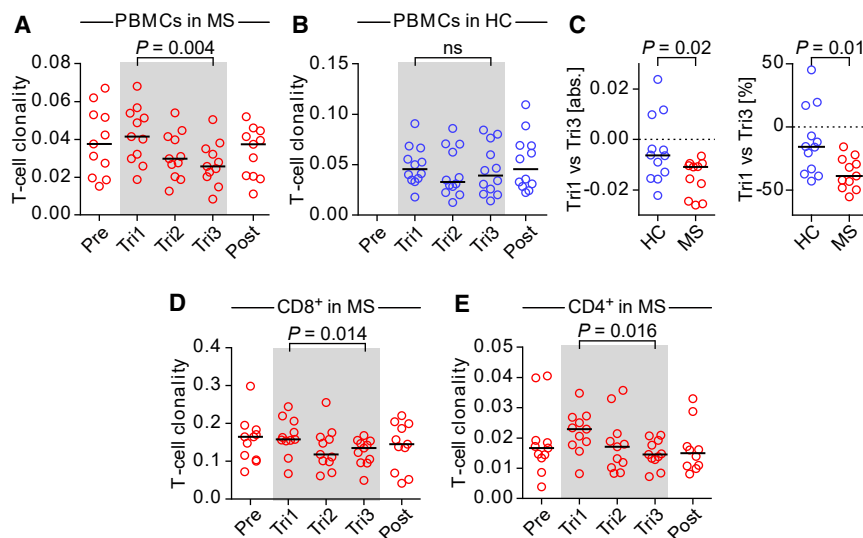 A
PBMCs in MS
P = 0.004
T-cell clonality
0.08
0.06
0.04
0.02
0.00
Pre
Tri1
Tri2
Tri3
Post
B
PBMCs in HC
ns
T-cell clonality
0.15
0.10
0.05
0.00
Pre
Tri1
Tri2
Tri3
Post
C
P = 0.02
Tri1 vs Tri3 [abs.]
0.02
0.00
-0.02
HC
MS
P = 0.01
Tri1 vs Tri3 [%]
50
0
-50
HC
MS
D
CD8⁺ in MS
P = 0.014
T-cell clonality
0.4
0.3
0.2
0.1
0.0
Pre
Tri1
Tri2
Tri3
Post
E
CD4⁺ in MS
P = 0.016
T-cell clonality
0.05
0.04
0.03
0.02
0.01
0.00
Pre
Tri1
Tri2
Tri3
Post